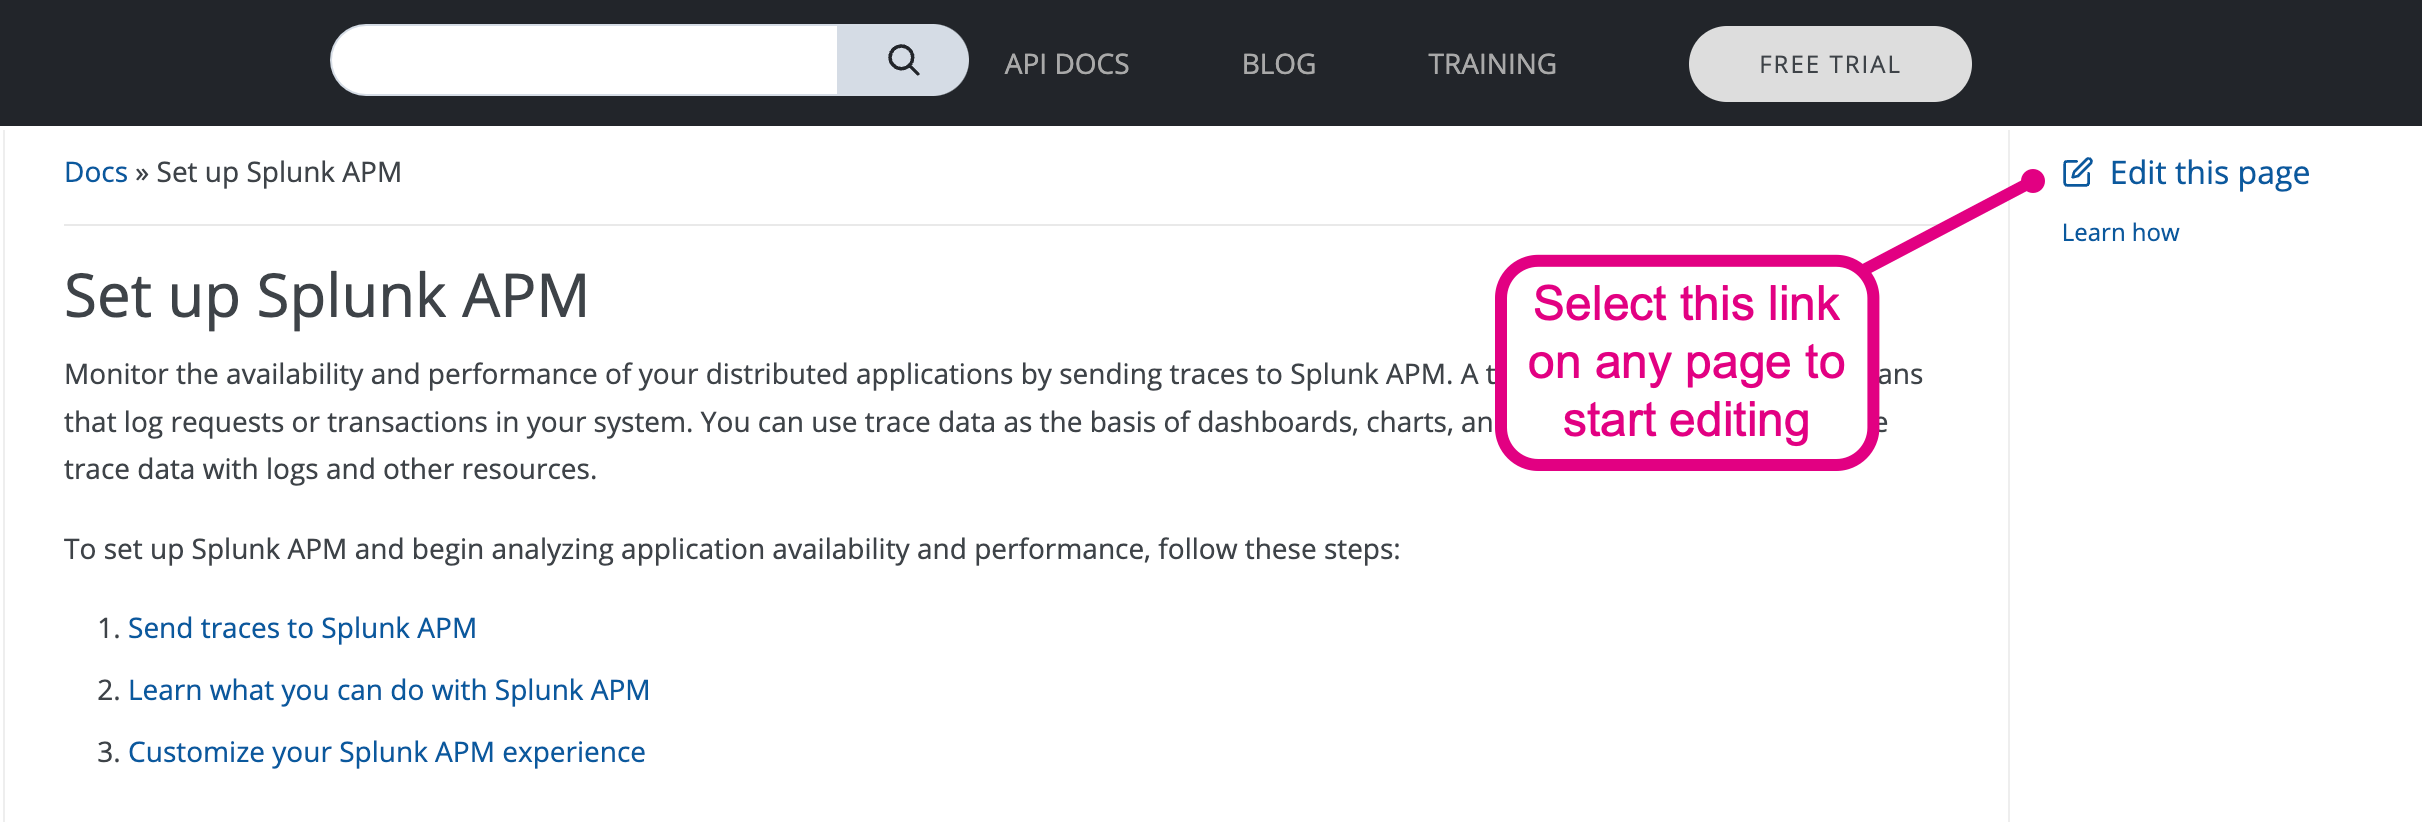 API DOCS BLOG TRAINING FREE TRIAL
Docs » Set up Splunk APM
Edit this page
Learn how
Set up Splunk APM
Select this link
on any page to
start editing
Monitor the availability and performance of your distributed applications by sending traces to Splunk APM. A
that log requests or transactions in your system. You can use trace data as the basis of dashboards, charts,
trace data with logs and other resources.
To set up Splunk APM and begin analyzing application availability and performance, follow these steps:
1. Send traces to Splunk APM
2. Learn what you can do with Splunk APM
3. Customize your Splunk APM experience